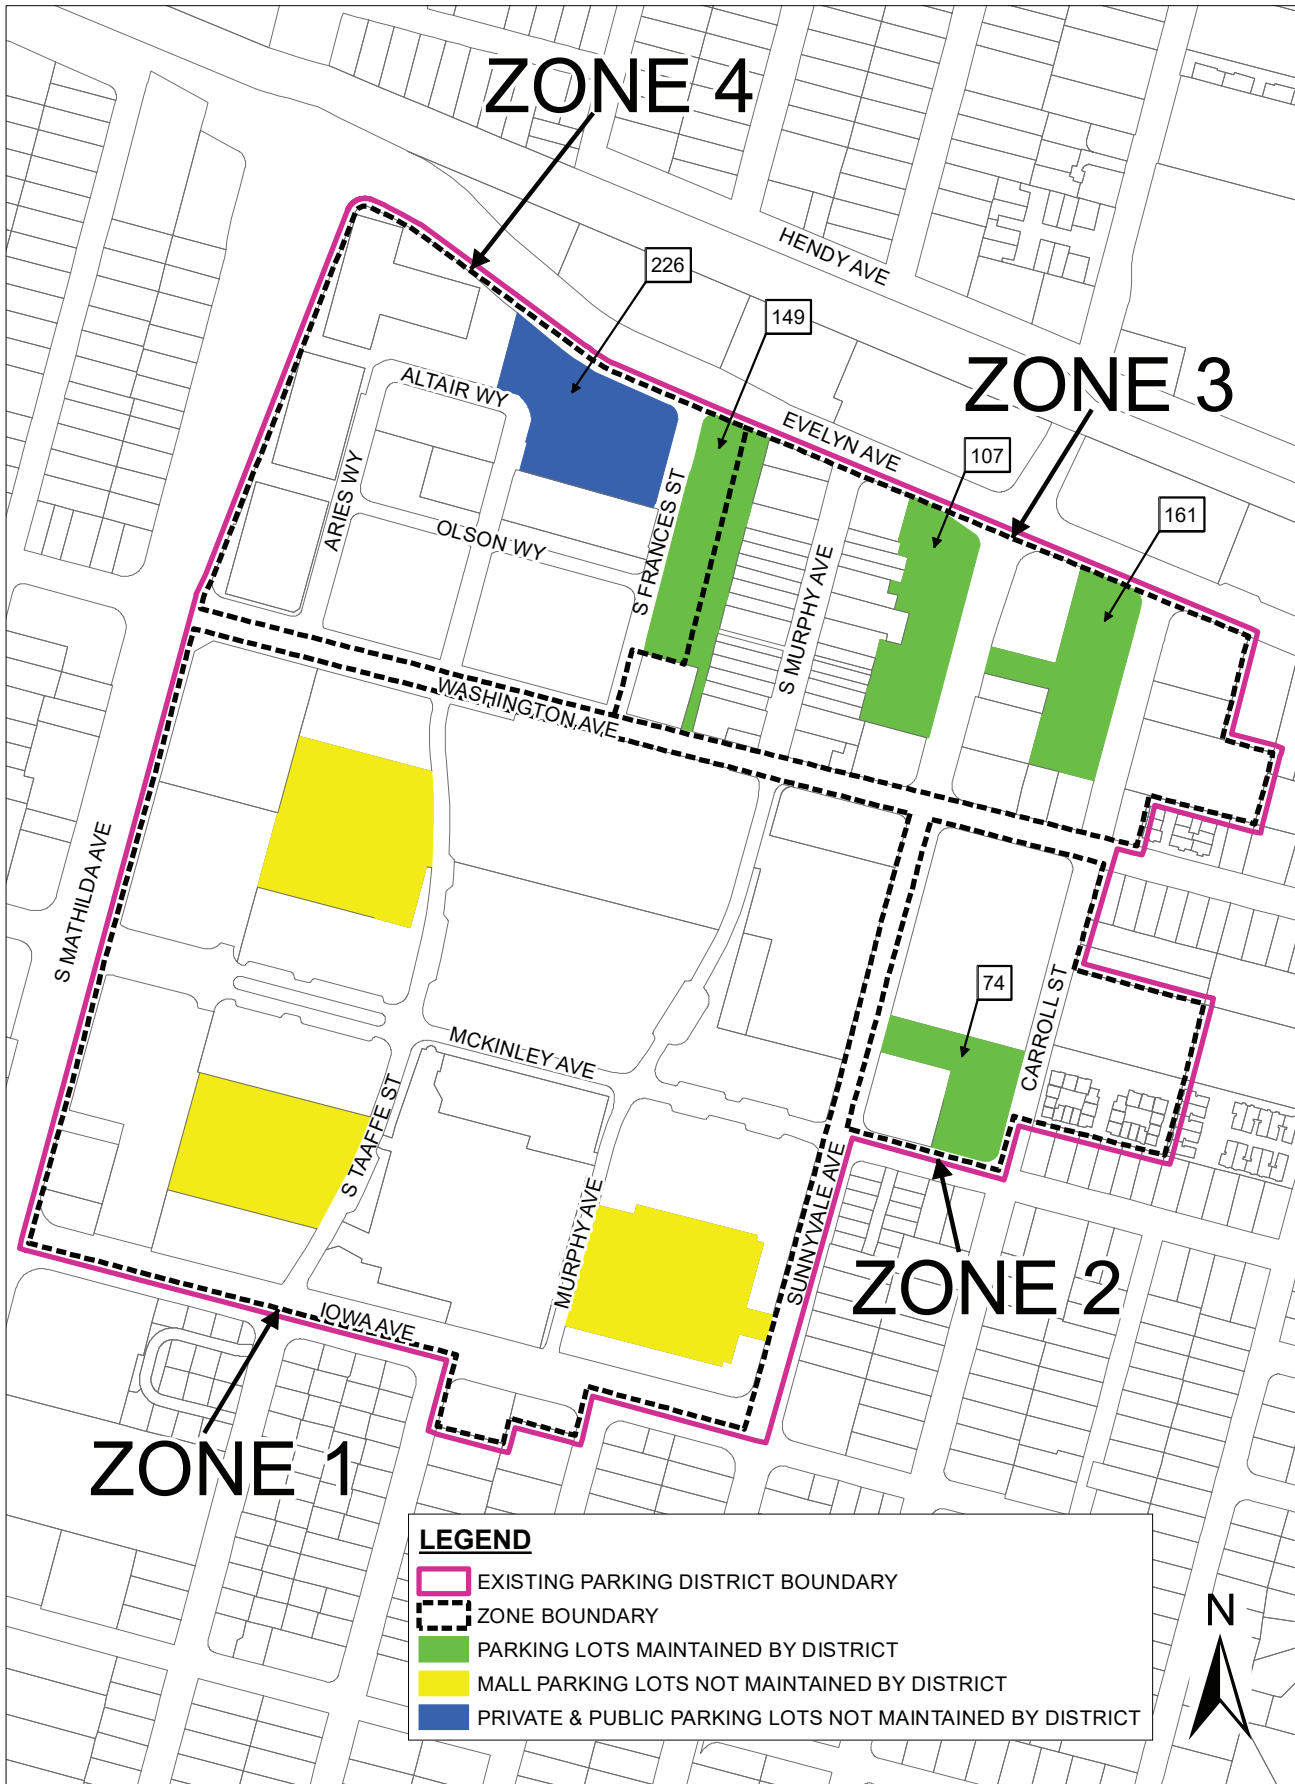 ZONE 4
HENDY AVE
226
149
ZONE 3
ALTAIR WY
EVELYN AVE
107
161
ARIES WY
S FRANCES ST
OLSON WY
S MURPHY AVE
WASHINGTON AVE
S MATHILDA AVE
74
CARROLL ST
MCKINLEY AVE
S TAAFFE ST
SUNNYVALE AVE
MURPHY AVE
ZONE 2
IOWA AVE
ZONE 1
LEGEND
EXISTING PARKING DISTRICT BOUNDARY
ZONE BOUNDARY
PARKING LOTS MAINTAINED BY DISTRICT
MALL PARKING LOTS NOT MAINTAINED BY DISTRICT
PRIVATE & PUBLIC PARKING LOTS NOT MAINTAINED BY DISTRICT
N